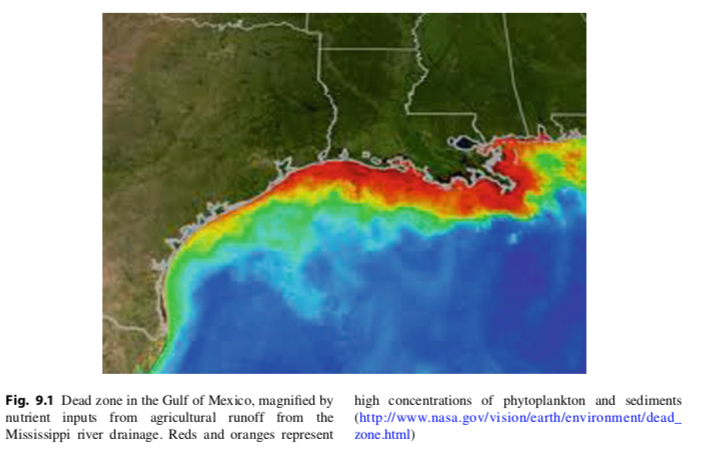 Fig. 9.1 Dead zone in the Gulf of Mexico, magnified by
nutrient inputs from agricultural runoff from the
Mississippi river drainage. Reds and oranges represent
high concentrations of phytoplankton and sediments
(http://www.nasa.gov/vision/earth/environment/dead_
zone.html)